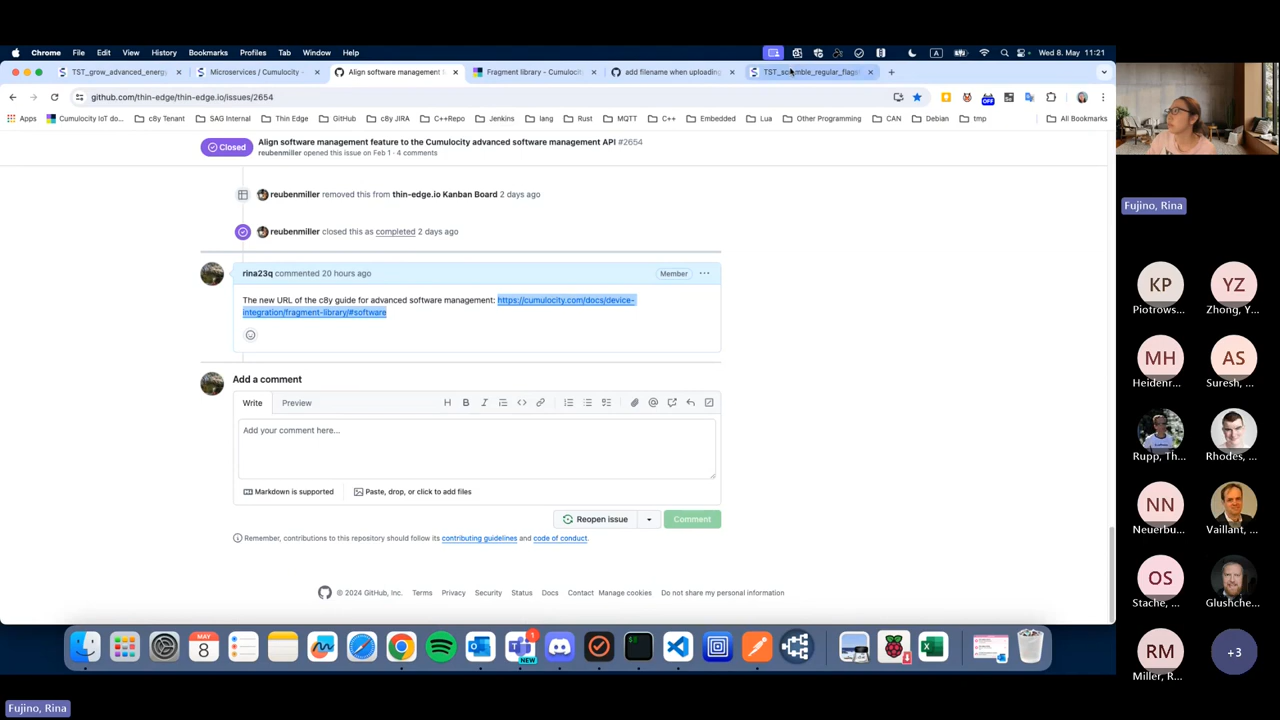 Chrome File Edit View History Bookmarks Profiles Tab Window Help
A Wed 8. May 11:21
TST_grow_advanced_energy
Microservices / Cumulocity -
Align software management f
Fragment library - Cumulocity
add filename when uploading
TST_scramble_regular_flags
github.com/thin-edge/thin-edge.io/issues/2654
OFF
Apps Cumulocity IoT do... c8y Tenant SAG Internal Thin Edge GitHub c8y JIRA C++Repo Jenkins lang Rust MQTT C++ Embedded Lua Other Programming CAN Debian tmp All Bookmarks
Closed
Align software management feature to the Cumulocity advanced software management API #2654
reubenmiller opened this issue on Feb 1 · 4 comments
reubenmiller removed this from thin-edge.io Kanban Board 2 days ago
reubenmiller closed this as completed 2 days ago
rina23q commented 20 hours ago
Member
The new URL of the c8y guide for advanced software management: https://cumulocity.com/docs/device-
integration/fragment-library/#software
Add a comment
Write Preview
Add your comment here...
Markdown is supported
Paste, drop, or click to add files
Reopen issue
Comment
Remember, contributions to this repository should follow its contributing guidelines and code of conduct.
© 2024 GitHub, Inc. Terms Privacy Security Status Docs Contact Manage cookies Do not share my personal information
MAY
8
1
NEW
Fujino, Rina
KP
Piotrows...
YZ
Zhong, Y...
MH
Heidenr...
AS
Suresh, ...
Rupp, Th...
Rhodes, ...
NN
Neuerbu...
Vaillant, ...
OS
Stache, ...
Glushche...
RM
Miller, R...
+3
Fujino, Rina